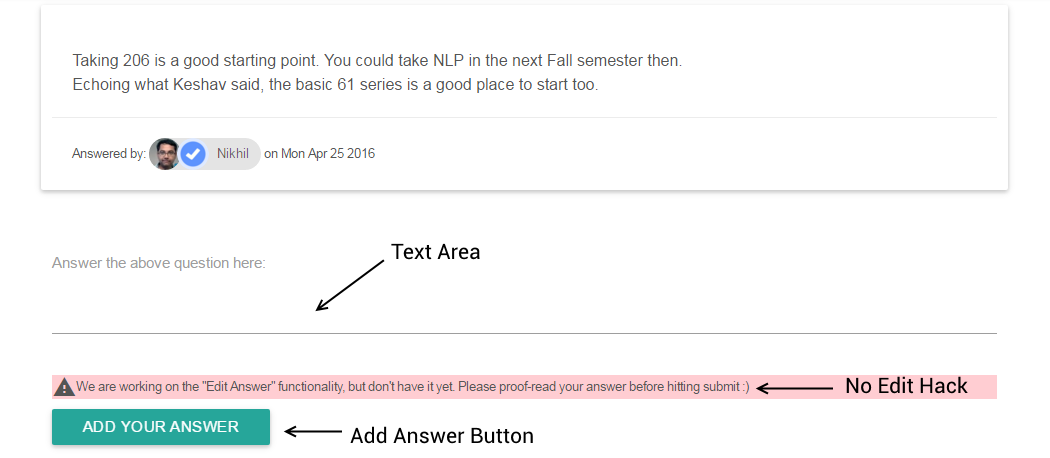 Taking 206 is a good starting point. You could take NLP in the next Fall semester then.
Echoing what Keshav said, the basic 61 series is a good place to start too.
Answered by: Nikhil on Mon Apr 25 2016
Text Area
Answer the above question here:
We are working on the "Edit Answer" functionality, but don't have it yet. Please proof-read your answer before hitting submit :)
No Edit Hack
ADD YOUR ANSWER
Add Answer Button